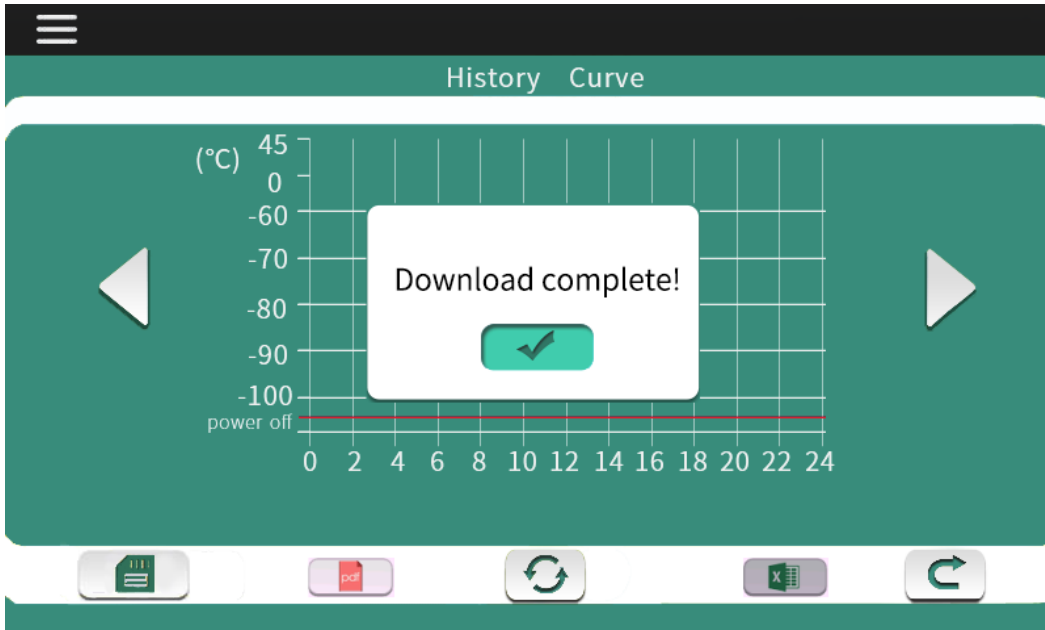 History Curve
(°C)
45
0
-60
-70
-80
-90
-100
power off
Download complete!
0 2 4 6 8 10 12 14 16 18 20 22 24
pdf
X